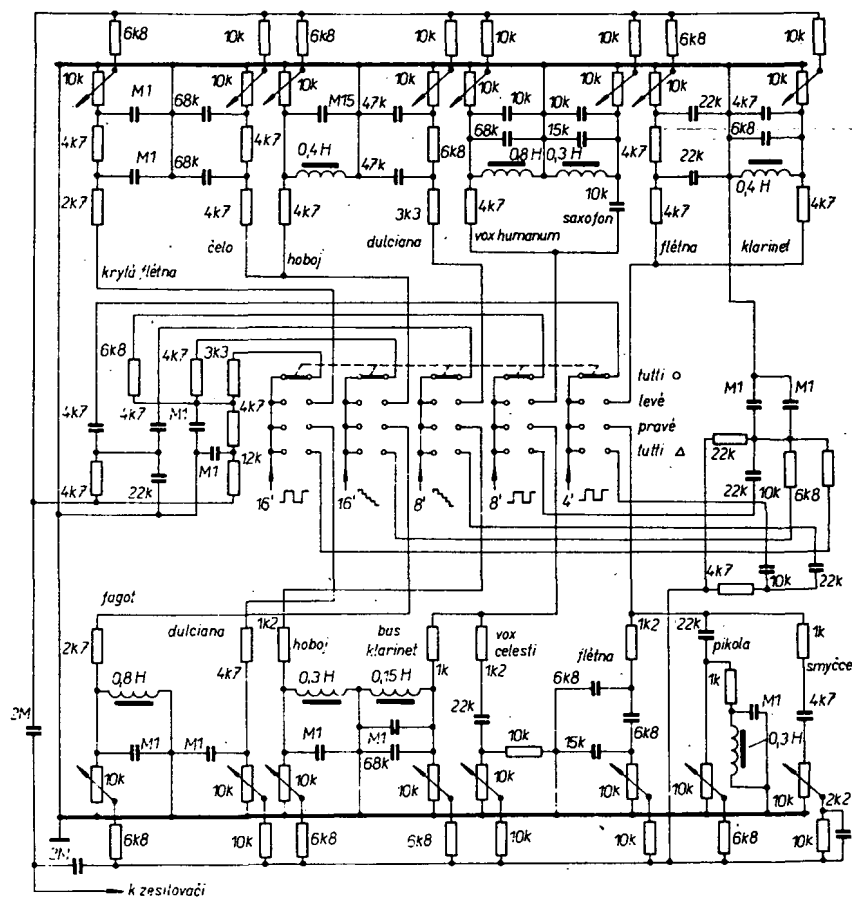 6k8 10k 10k 6k8 10k 10k 10k 6k8 10k
10k M1 68k 10k 10k M15 47k 10k 10k 10k 10k 10k 10k 22k 4k7 10k
68k 15k 6k8
4k7 M1 68k 4k7 0,4 H 47k 6k8 0,8 H 0,3 H 4k7 22k 0,4 H
2k7 4k7 4k7 3k3 4k7 10k 4k7 4k7
saxofon
krytá flétna čelo hoboj dulciana vox humanum flétna klarinet
6k8 4k7 3k3 tutti ○
M1 M1
4k7 4k7 M1 4k7 levé
pravé
22k
M1 12k tutti △
4k7 22k 16' 16' 8' 8' 4' 22k 10k 6k8
4k7 10k 22k
fagot dulciana 1k2 hoboj bas klarinet vox celesti flétna 1k2 22k pikola 1k smyčce
2k7 0,8 H 4k7 0,3 H 0,15 H 1k 1k2 6k8 1k 4k7
M1 M1 M1 M1 22k 10k 15k 6k8 M1 0,3 H
68k
10k 10k 10k 10k 10k 10k 10k 10k 2k2
2M
2M 6k8 10k 6k8 6k8 10k 10k 6k8 10k
k zesilovači